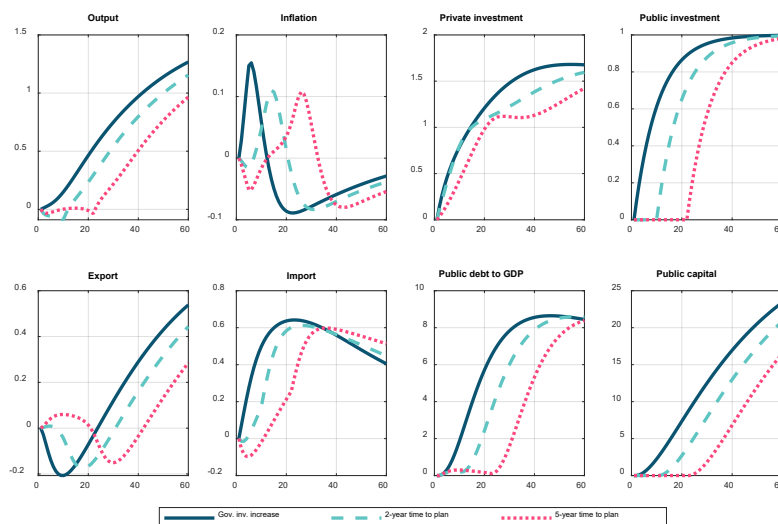 Output
Inflation
Private investment
Public investment
1.5
1
0.5
0
0 20 40 60
0.2
0.1
0
-0.1
0 20 40 60
2
1.5
1
0.5
0
0 20 40 60
1
0.8
0.6
0.4
0.2
0
0 20 40 60
Export
Import
Public debt to GDP
Public capital
0.6
0.4
0.2
0
-0.2
0 20 40 60
0.8
0.6
0.4
0.2
0
-0.2
0 20 40 60
10
8
6
4
2
0
0 20 40 60
25
20
15
10
5
0
0 20 40 60
Gov. inv. increase
2-year time to plan
5-year time to plan